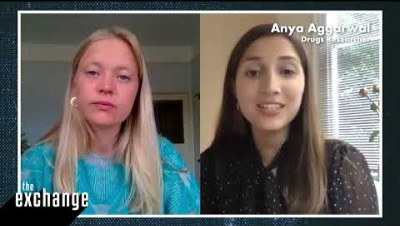 Anya Aggarwal
Drugs Researcher
the
exchange